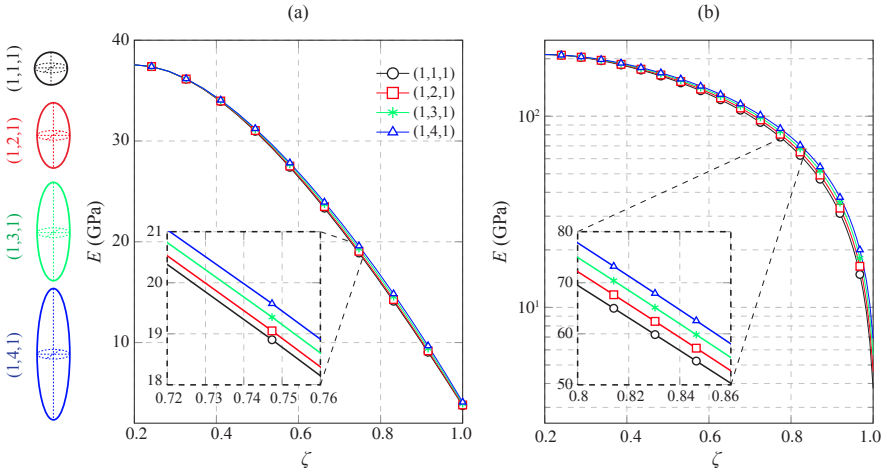 (a)
(b)
(1,1,1)
(1,2,1)
(1,3,1)
(1,4,1)
40
30
20
10
E (GPa)
0.2 0.4 0.6 0.8 1.0
ζ
(1,1,1)
(1,2,1)
(1,3,1)
(1,4,1)
21
20
19
18
0.72 0.73 0.74 0.75 0.76
10²
10¹
E (GPa)
0.2 0.4 0.6 0.8 1.0
ζ
80
70
60
50
0.8 0.82 0.84 0.86